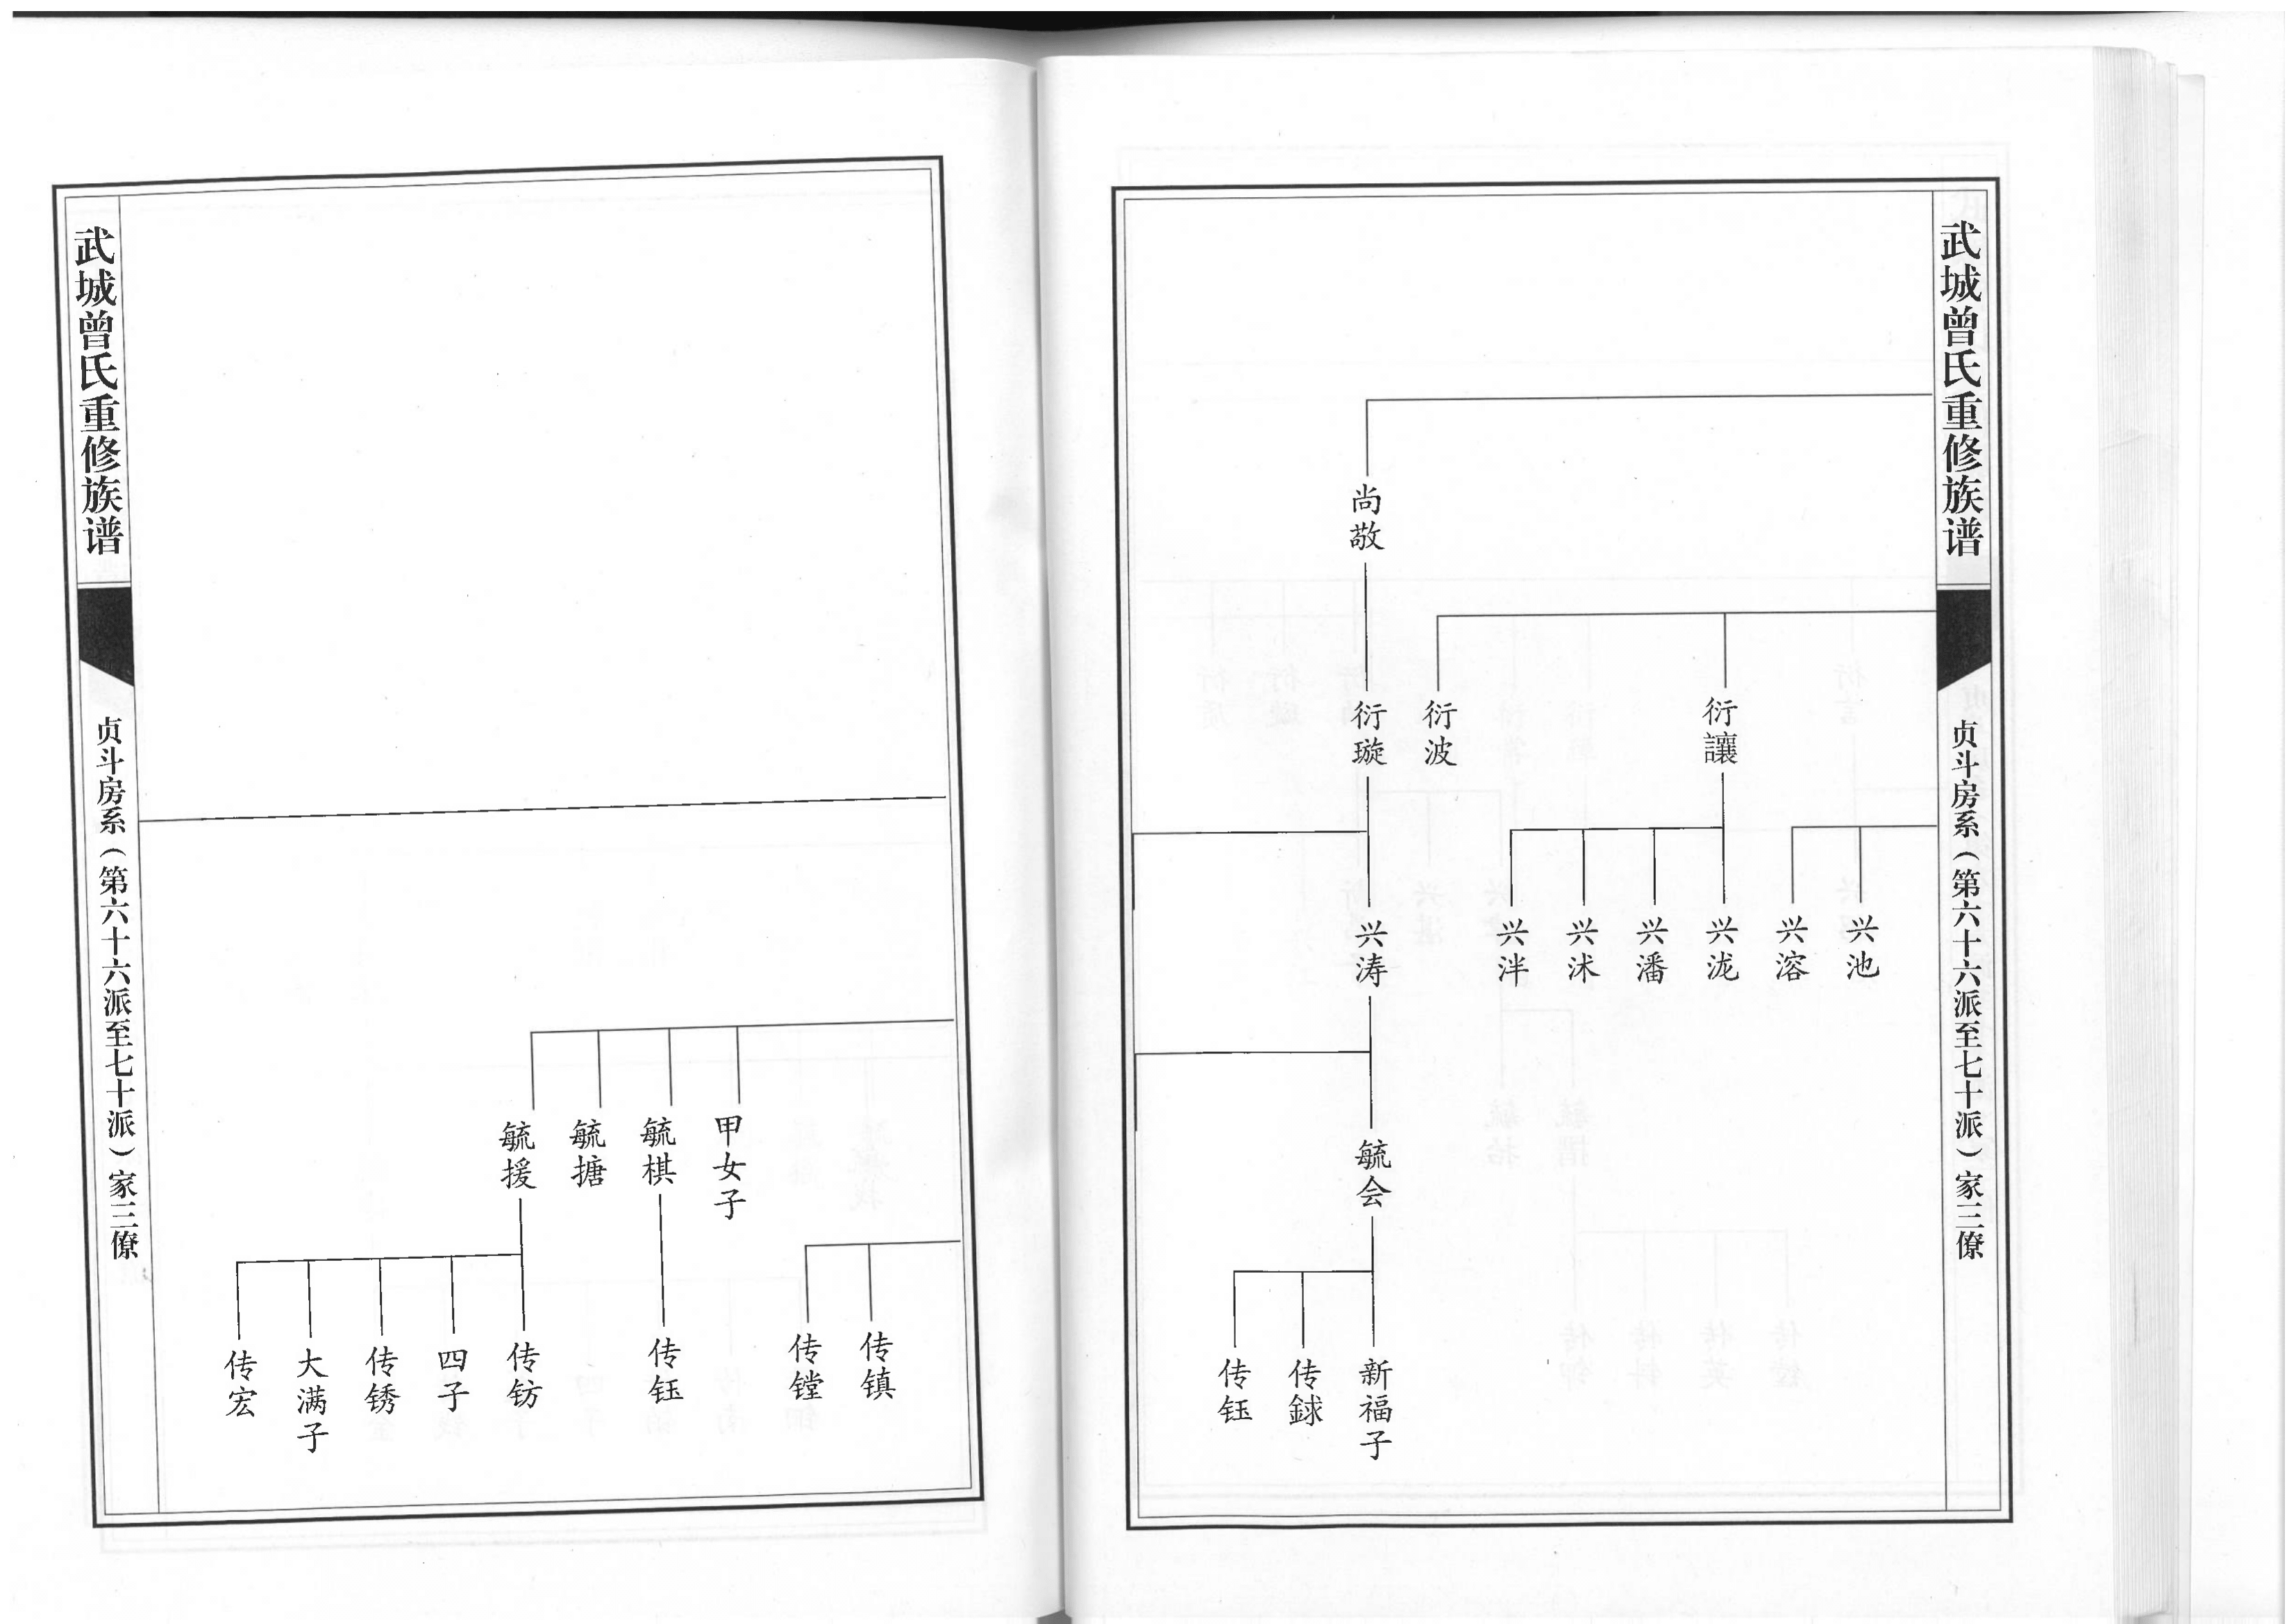 武城曾氏重修族谱
贞斗房系（第六十六派至七十派）家三僚
尚敬
衍讓
衍波
衍璇
兴池
兴溶
兴泷
兴潘
兴沭
兴泮
兴涛
毓会
新福子
传銶
传钰
武城曾氏重修族谱
贞斗房系（第六十六派至七十派）家三僚
甲女子
毓棋
毓搪
毓援
传镇
传镗
传钰
传钫
四子
传锈
大满子
传宏